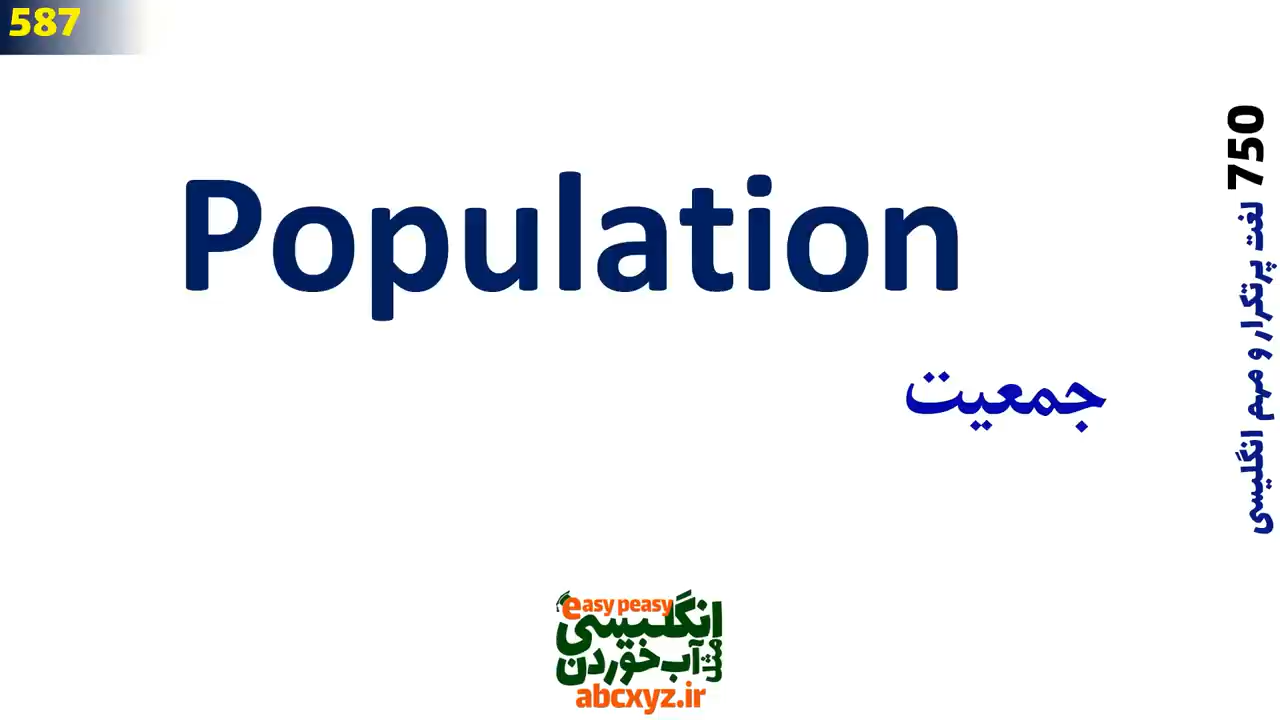 587
Population
جمعیت
750 لغت پرتکرار و مهم انگلیسی
easy peasy
انگلیسی
مثل آب خوردن
abcxyz.ir